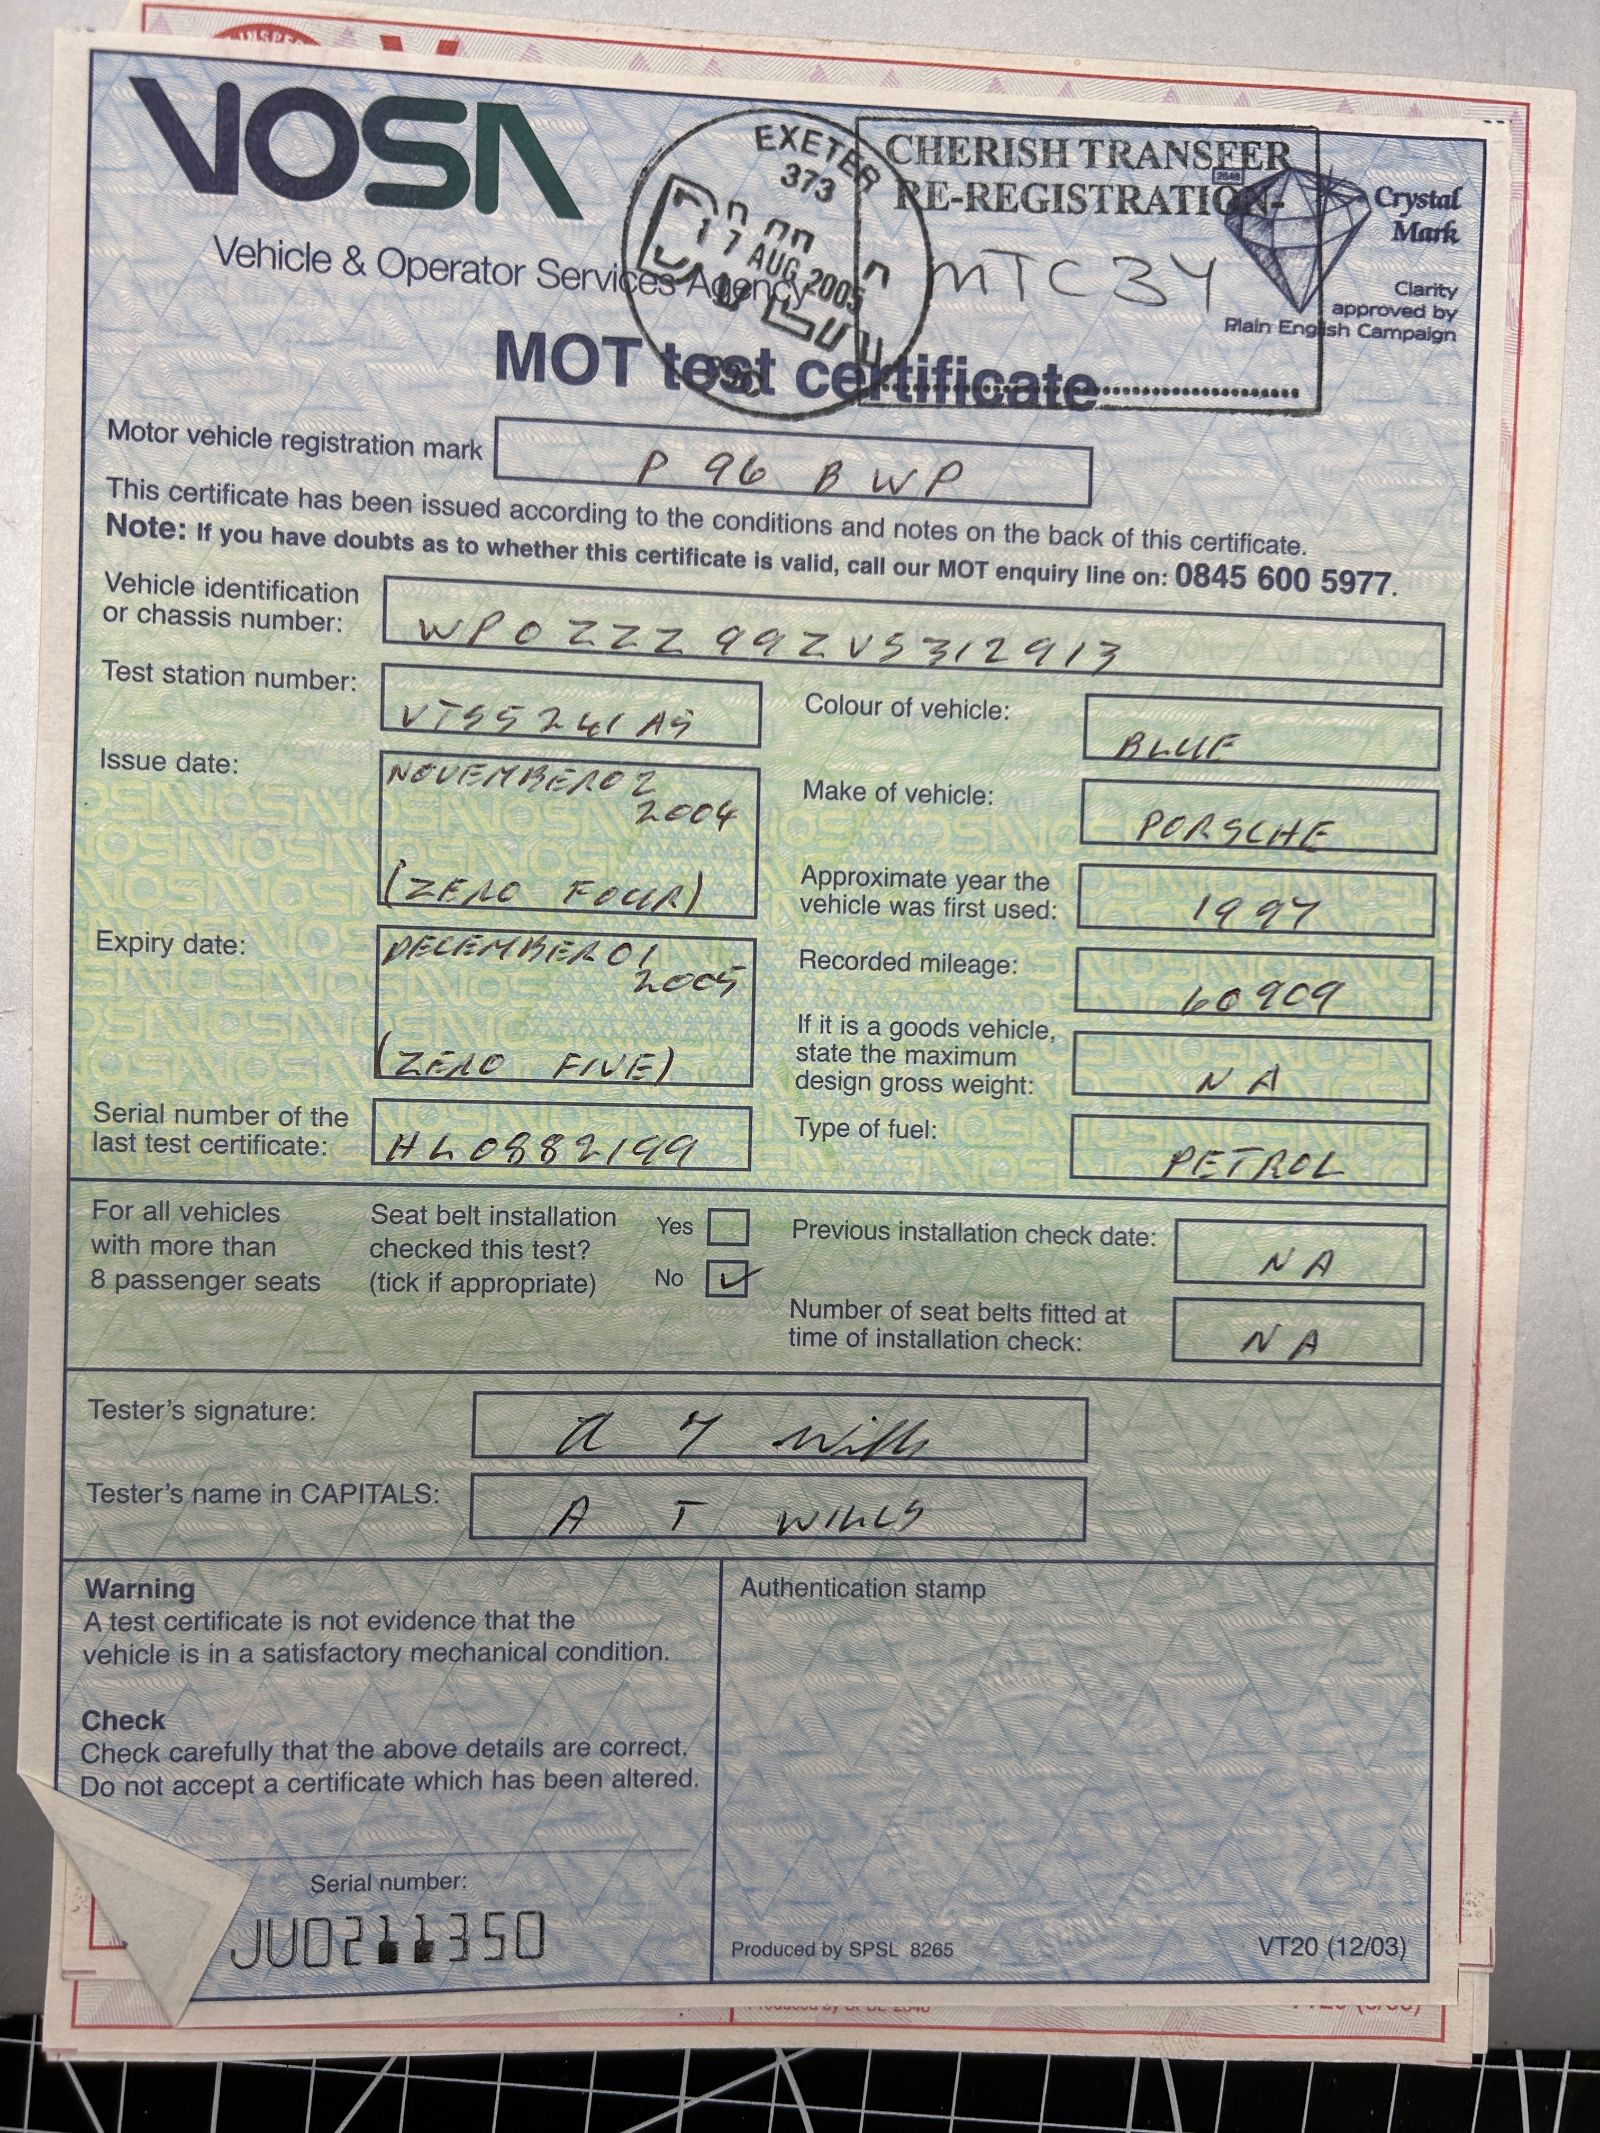 VOSA
Vehicle & Operator Services Agency
EXETER
373
17 AUG 2005
CHERISH TRANSFER
RE-REGISTRATION-
MTC34
Crystal
Mark
Clarity
approved by
Plain English Campaign
MOT test certificate
Motor vehicle registration mark P 96 BWP
This certificate has been issued according to the conditions and notes on the back of this certificate.
Note: If you have doubts as to whether this certificate is valid, call our MOT enquiry line on: 0845 600 5977.
Vehicle identification
or chassis number: WP0ZZZ99ZVS312913
Test station number: VTS5241AS
Colour of vehicle: BLUE
Issue date: NOVEMBER 02
2004
(ZERO FOUR)
Make of vehicle: PORSCHE
Approximate year the
vehicle was first used: 1997
Expiry date: DECEMBER 01
2005
(ZERO FIVE)
Recorded mileage: 60909
If it is a goods vehicle,
state the maximum
design gross weight: NA
Serial number of the
last test certificate: HL0882199
Type of fuel: PETROL
For all vehicles
with more than
8 passenger seats
Seat belt installation
checked this test?
(tick if appropriate)
Yes
No ✓
Previous installation check date: NA
Number of seat belts fitted at
time of installation check: NA
Tester's signature: A T Wills
Tester's name in CAPITALS: A T WILLS
Warning
A test certificate is not evidence that the
vehicle is in a satisfactory mechanical condition.
Check
Check carefully that the above details are correct.
Do not accept a certificate which has been altered.
Serial number:
JU0211350
Authentication stamp
Produced by SPSL 8265
VT20 (12/03)